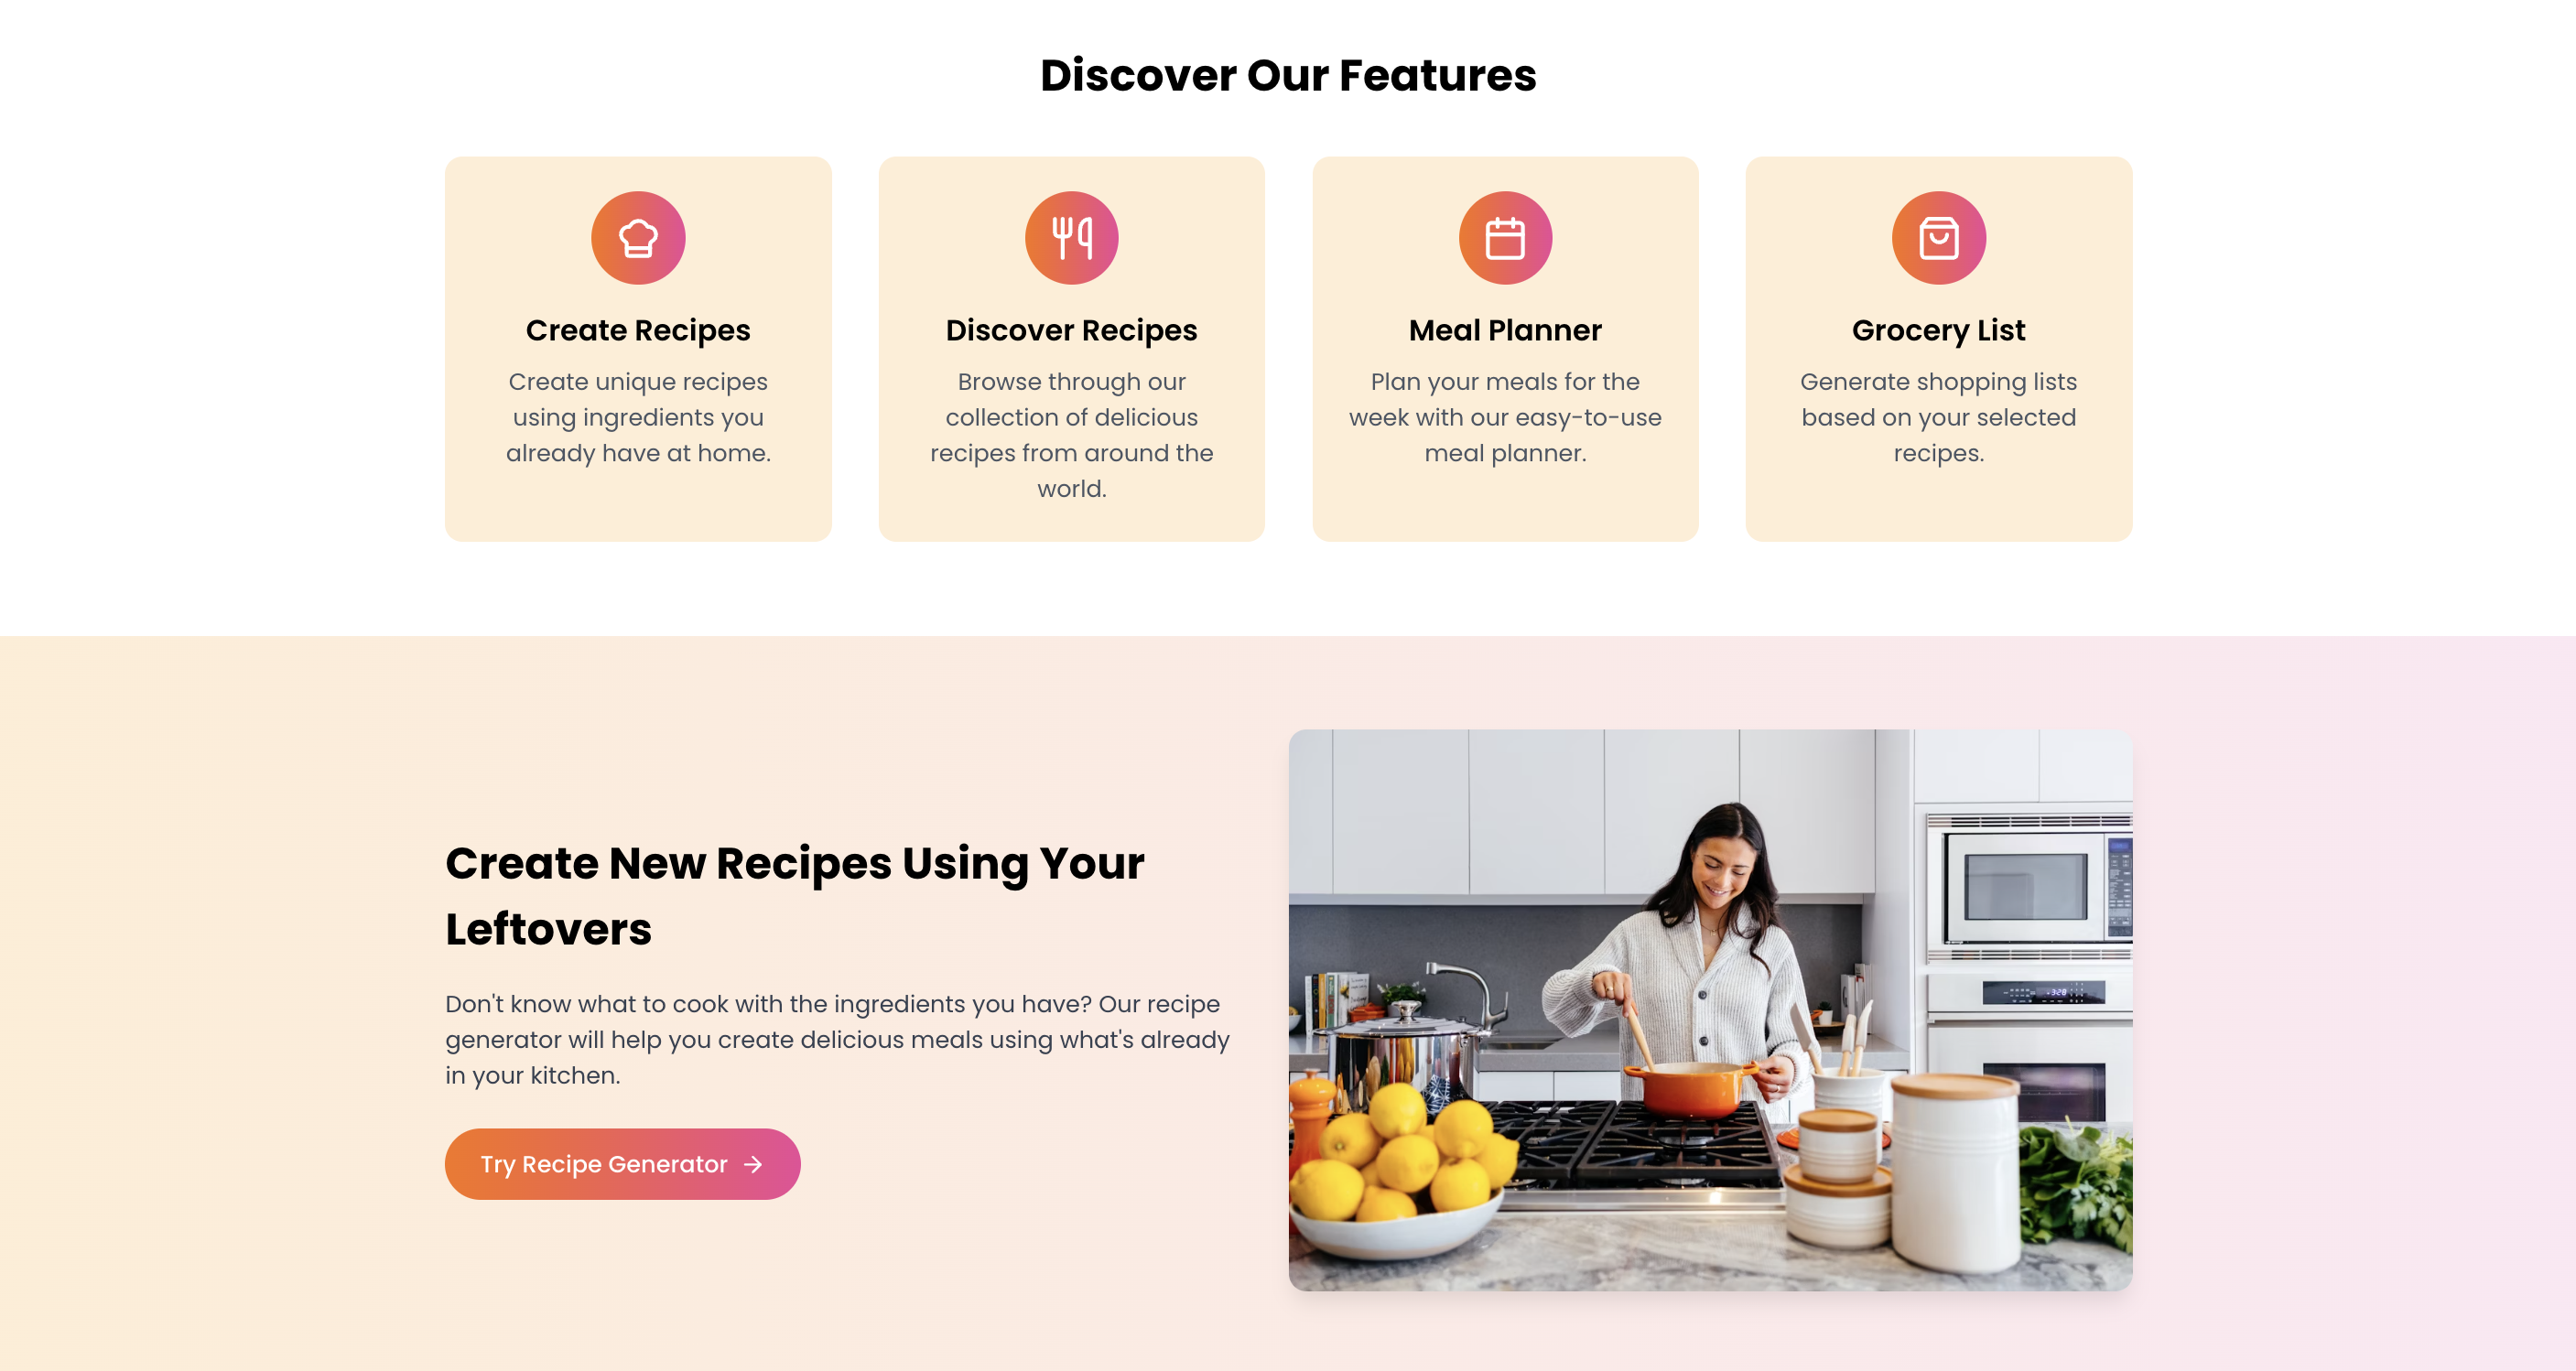 Discover Our Features
Create Recipes
Create unique recipes
using ingredients you
already have at home.
Discover Recipes
Browse through our
collection of delicious
recipes from around the
world.
Meal Planner
Plan your meals for the
week with our easy-to-use
meal planner.
Grocery List
Generate shopping lists
based on your selected
recipes.
Create New Recipes Using Your
Leftovers
Don't know what to cook with the ingredients you have? Our recipe
generator will help you create delicious meals using what's already
in your kitchen.
Try Recipe Generator